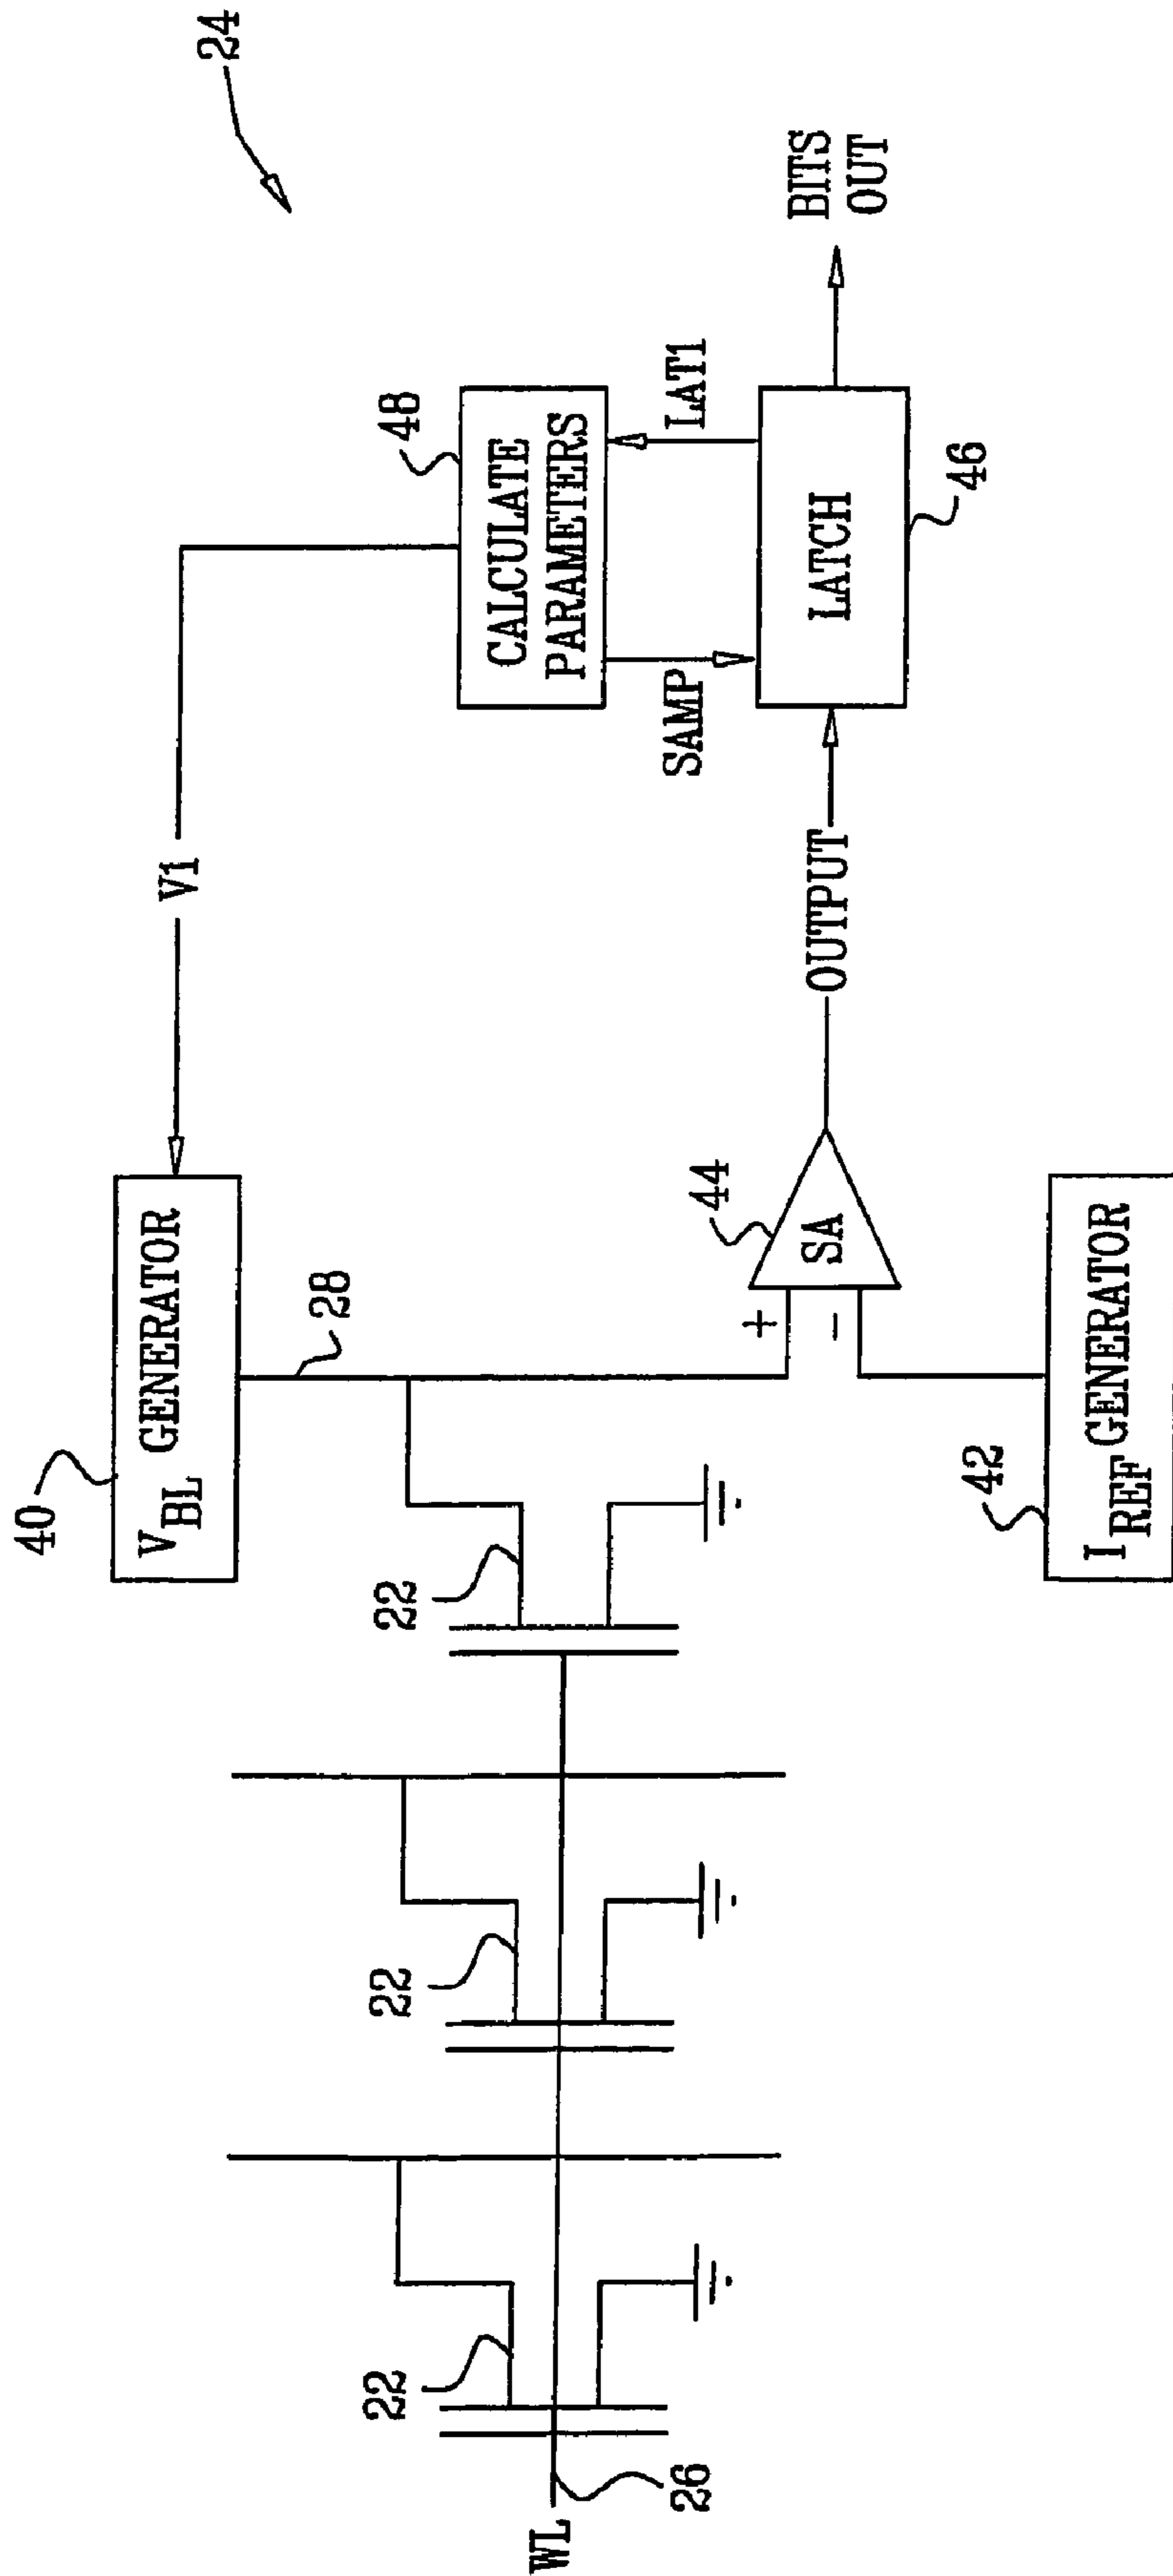 24
40
V_BL GENERATOR
V1
28
48
CALCULATE
PARAMETERS
SAMP
LAT1
22
22
22
WL
26
44
+
−
SA
OUTPUT
LATCH
46
BITS
OUT
42
I_REF GENERATOR